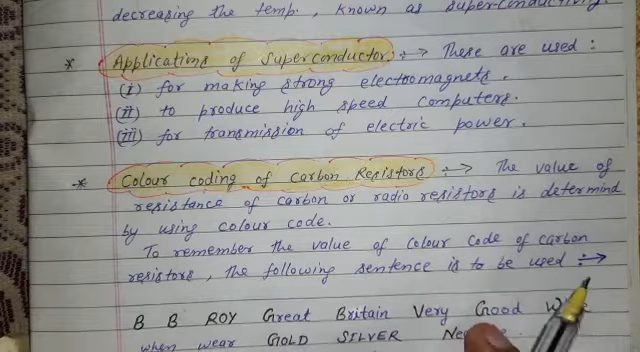 decreasing the temp., known as super-conductivity.
* Applications of Superconductor :-> These are used :
(i) for making strong electromagnets.
(ii) to produce high speed computers.
(iii) for transmission of electric power.
* Colour coding of Carbon Resistors :-> The value of
resistance of carbon or radio resistors is determind
by using colour code.
To remember the value of colour code of carbon
resistors, the following sentence is to be used :->
B B ROY Great Britain Very Good
when wear GOLD SILVER